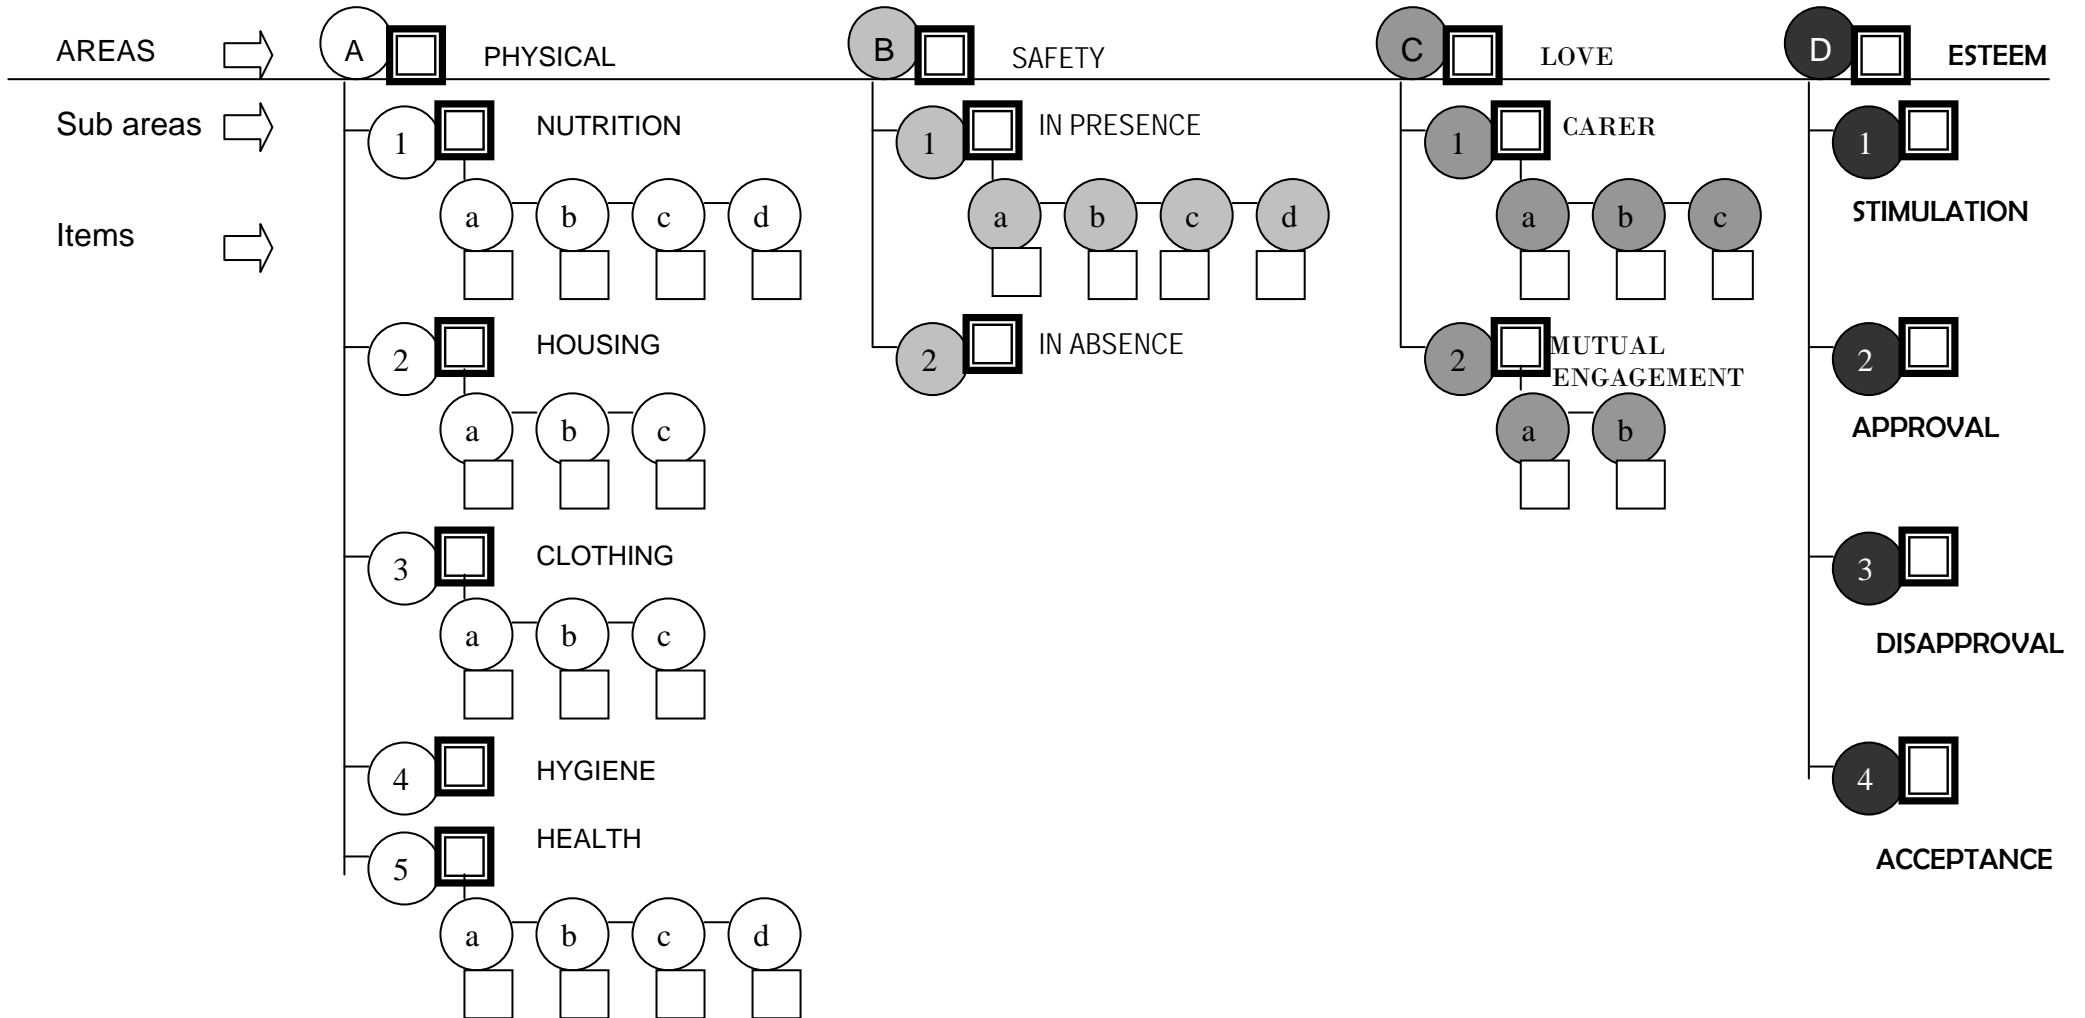 AREAS A PHYSICAL B SAFETY C LOVE D ESTEEM
Sub areas 1 NUTRITION 1 IN PRESENCE 1 CARER 1
STIMULATION
Items a b c d a b c d a b c
2 HOUSING 2 IN ABSENCE 2 MUTUAL 2
ENGAGEMENT
a b c a b APPROVAL
3 CLOTHING 3
a b c DISAPPROVAL
4 HYGIENE 4
5 HEALTH ACCEPTANCE
a b c d